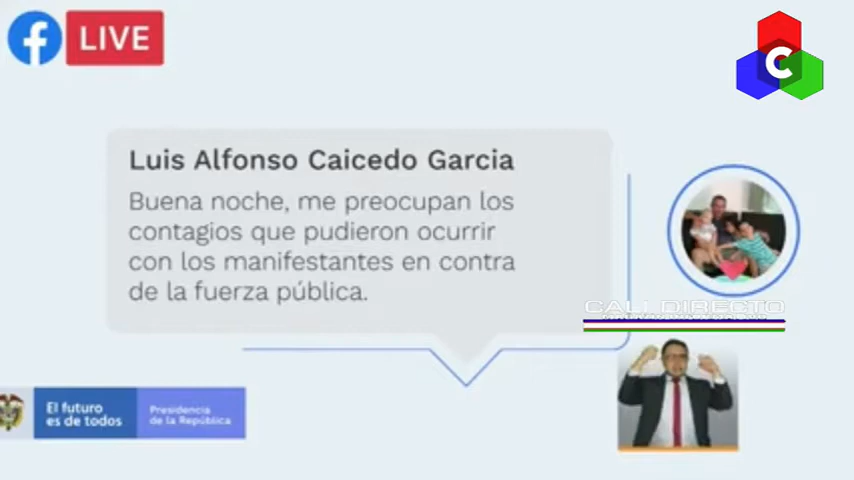 LIVE
C
Luis Alfonso Caicedo Garcia
Buena noche, me preocupan los
contagios que pudieron ocurrir
con los manifestantes en contra
de la fuerza pública.
CALI DIRECTO
El futuro
es de todos
Presidencia
de la República